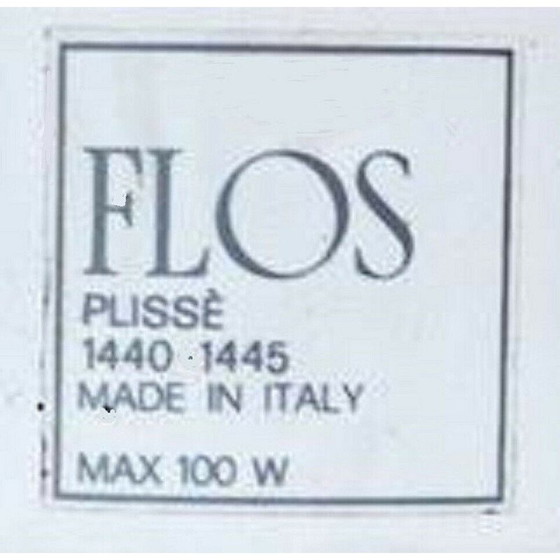 FLOS
PLISSÈ
1440 · 1445
MADE IN ITALY
MAX 100 W